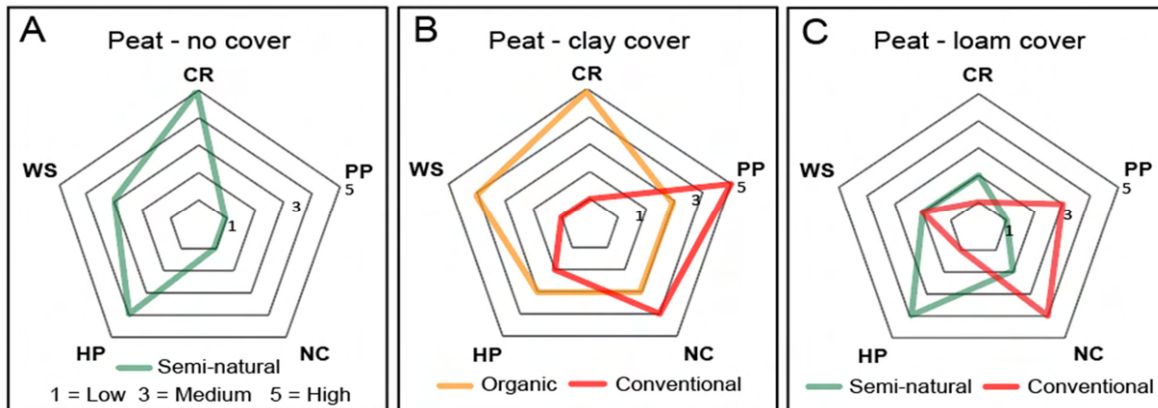 A
Peat - no cover
CR
WS
PP
5
3
1
HP
NC
Semi-natural
1 = Low 3 = Medium 5 = High
B
Peat - clay cover
CR
WS
PP
5
3
1
HP
NC
Organic Conventional
C
Peat - loam cover
CR
WS
PP
5
3
1
HP
NC
Semi-natural Conventional